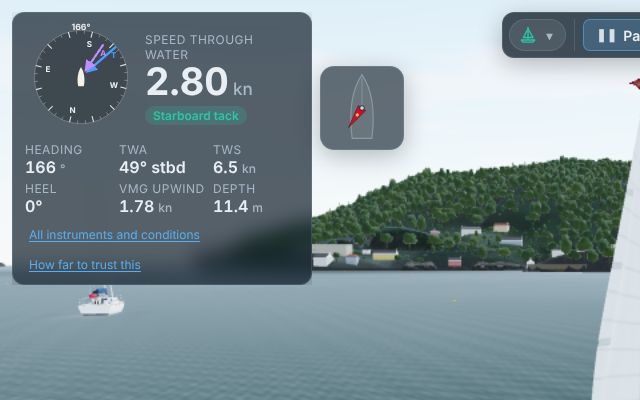 166°
S
A T
E
W
N
SPEED THROUGH
WATER
2.80 kn
Starboard tack
HEADING TWA TWS
166 ° 49° stbd 6.5 kn
HEEL VMG UPWIND DEPTH
0° 1.78 kn 11.4 m
All instruments and conditions
How far to trust this
Pa